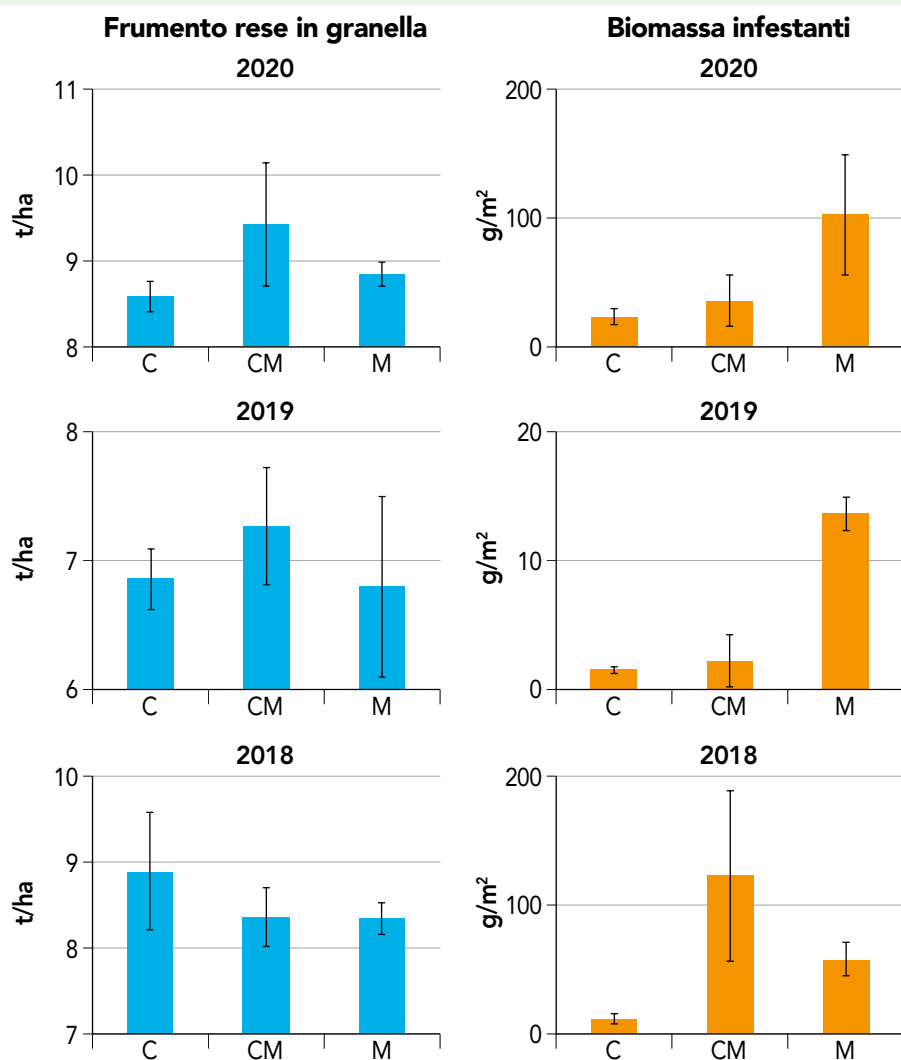 Frumento rese in granella
2020
11
10
9
8
t/ha
C CM M
2019
8
7
6
t/ha
C CM M
2018
10
9
8
7
t/ha
C CM M
Biomassa infestanti
2020
200
100
0
g/m²
C CM M
2019
20
10
0
g/m²
C CM M
2018
200
100
0
g/m²
C CM M